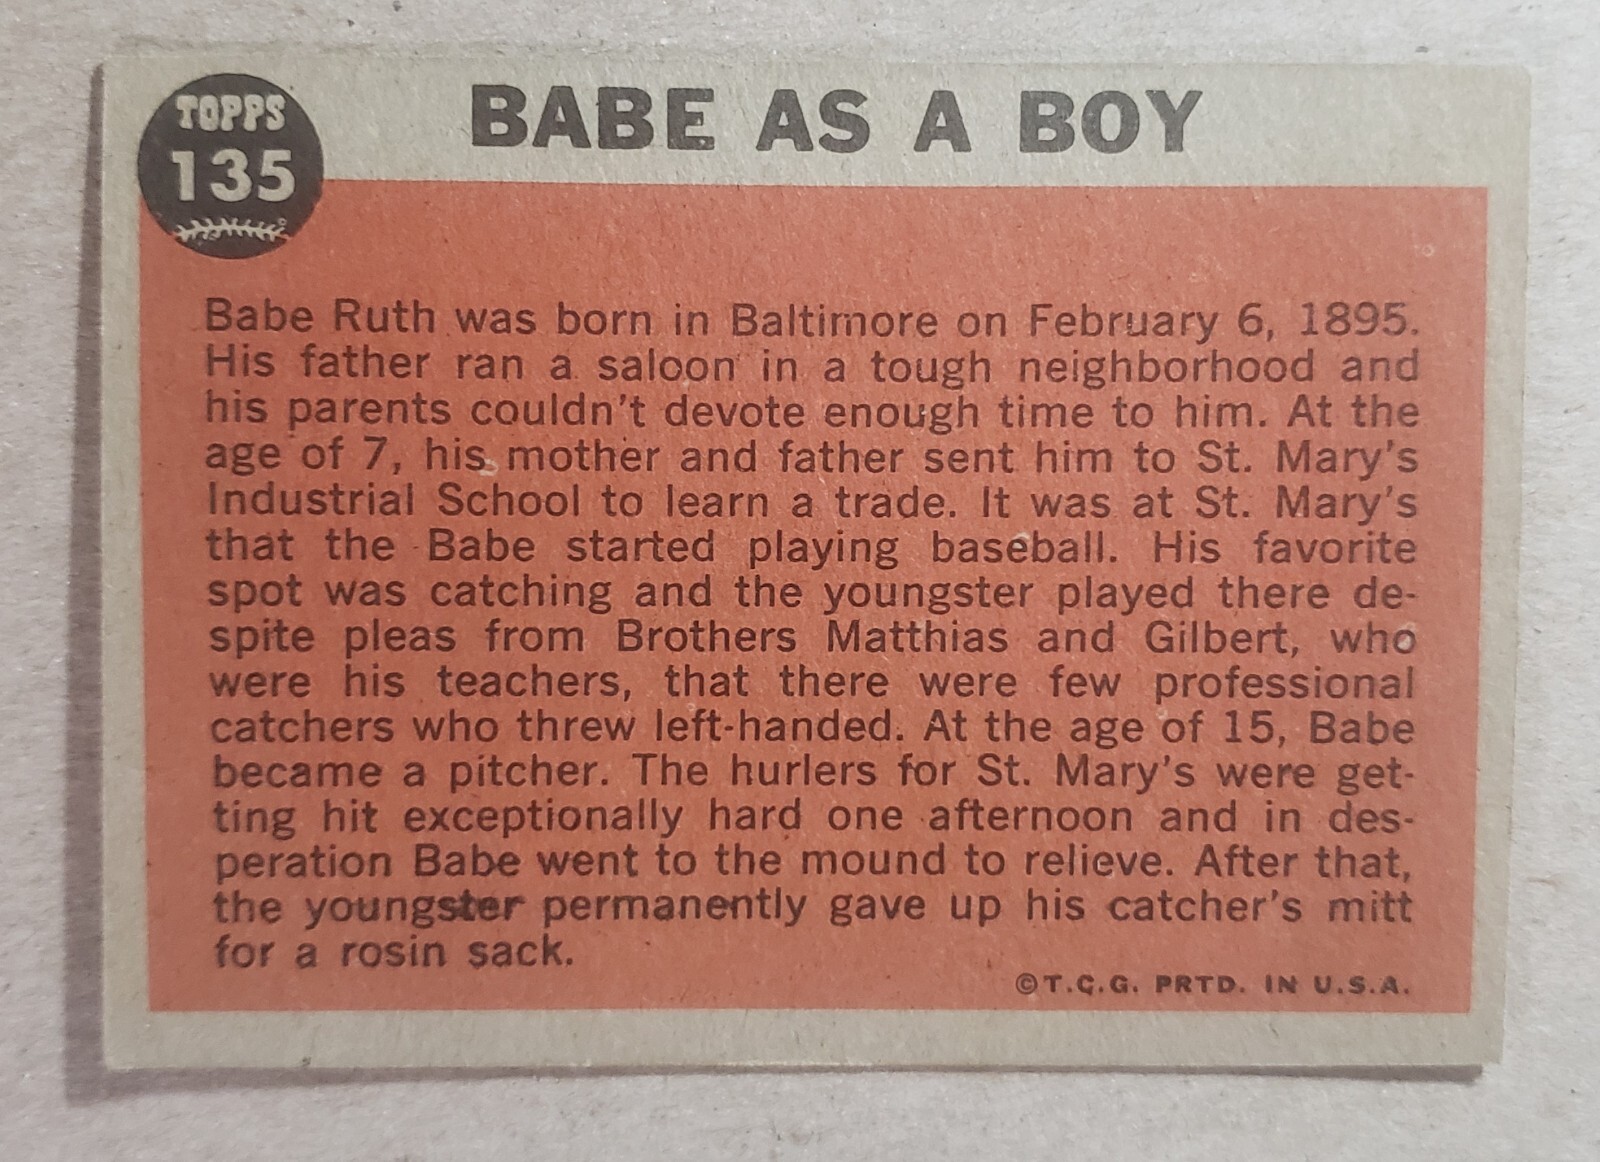 TOPPS
135
BABE AS A BOY
Babe Ruth was born in Baltimore on February 6, 1895.
His father ran a saloon in a tough neighborhood and
his parents couldn't devote enough time to him. At the
age of 7, his mother and father sent him to St. Mary's
Industrial School to learn a trade. It was at St. Mary's
that the Babe started playing baseball. His favorite
spot was catching and the youngster played there de-
spite pleas from Brothers Matthias and Gilbert, who
were his teachers, that there were few professional
catchers who threw left-handed. At the age of 15, Babe
became a pitcher. The hurlers for St. Mary's were get-
ting hit exceptionally hard one afternoon and in des-
peration Babe went to the mound to relieve. After that,
the youngster permanently gave up his catcher's mitt
for a rosin sack.
©T.C.G. PRTD. IN U.S.A.